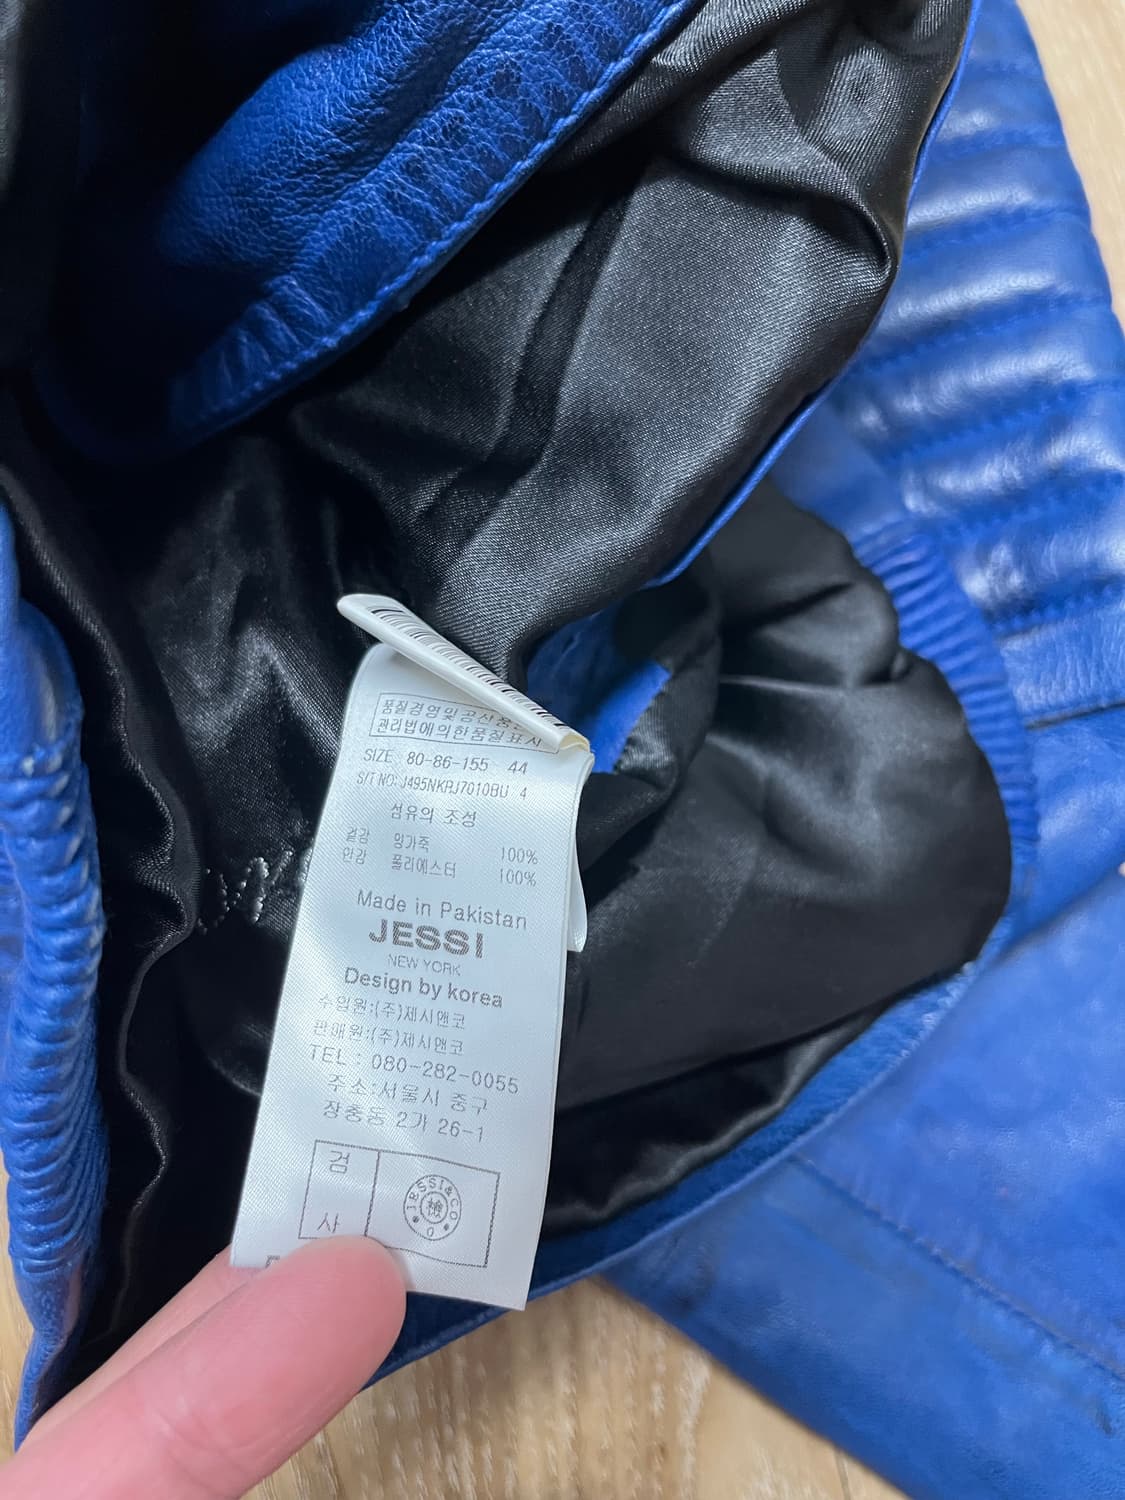 품질경영및공산품
관리법에의한품질표시
SIZE 80-86-155 44
S/T NO: J495NKRJ7010BU 4
섬유의 조성
겉감 양가죽 100%
안감 폴리에스터 100%
Made in Pakistan
JESSI
NEW YORK
Design by korea
수입원:(주)제시앤코
판매원:(주)제시앤코
TEL : 080-282-0055
주소:서울시 중구
장충동 2가 26-1
검
사
JESSI&CO
檢
0